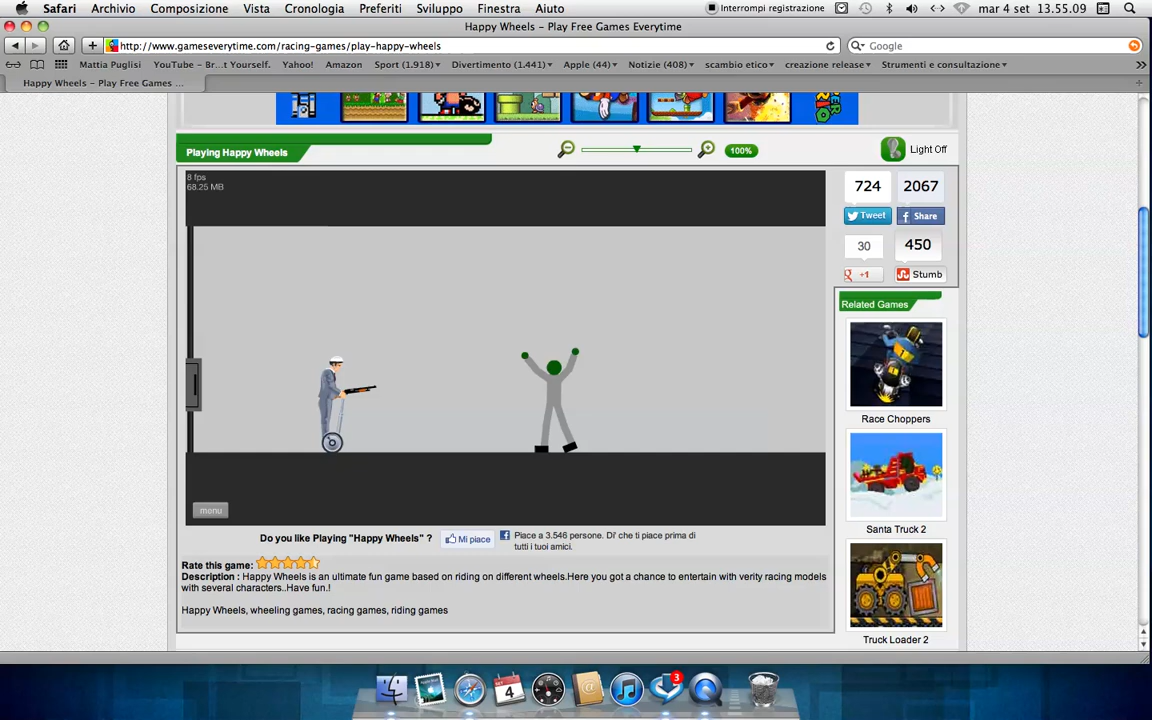 Safari Archivio Composizione Vista Cronologia Preferiti Sviluppo Finestra Aiuto Interrompi registrazione mar 4 set 13.55.09
Happy Wheels – Play Free Games Everytime
http://www.gameseverytime.com/racing-games/play-happy-wheels
Google
Mattia Puglisi YouTube – Br...t Yourself. Yahoo! Amazon Sport (1.918) Divertimento (1.441) Apple (44) Notizie (408) scambio etico creazione release Strumenti e consultazione
Happy Wheels – Play Free Games ...
Playing Happy Wheels
100%
Light Off
8 fps
68.25 MB
724 2067
Tweet Share
30 450
+1 Stumb
Related Games
Race Choppers
Santa Truck 2
Truck Loader 2
menu
Do you like Playing "Happy Wheels" ? Mi piace Piace a 3.546 persone. Di' che ti piace prima di
tutti i tuoi amici.
Rate this game:
Description : Happy Wheels is an ultimate fun game based on riding on different wheels.Here you got a chance to entertain with verity racing models
with several characters..Have fun.!
Happy Wheels, wheeling games, racing games, riding games
SET
4
3